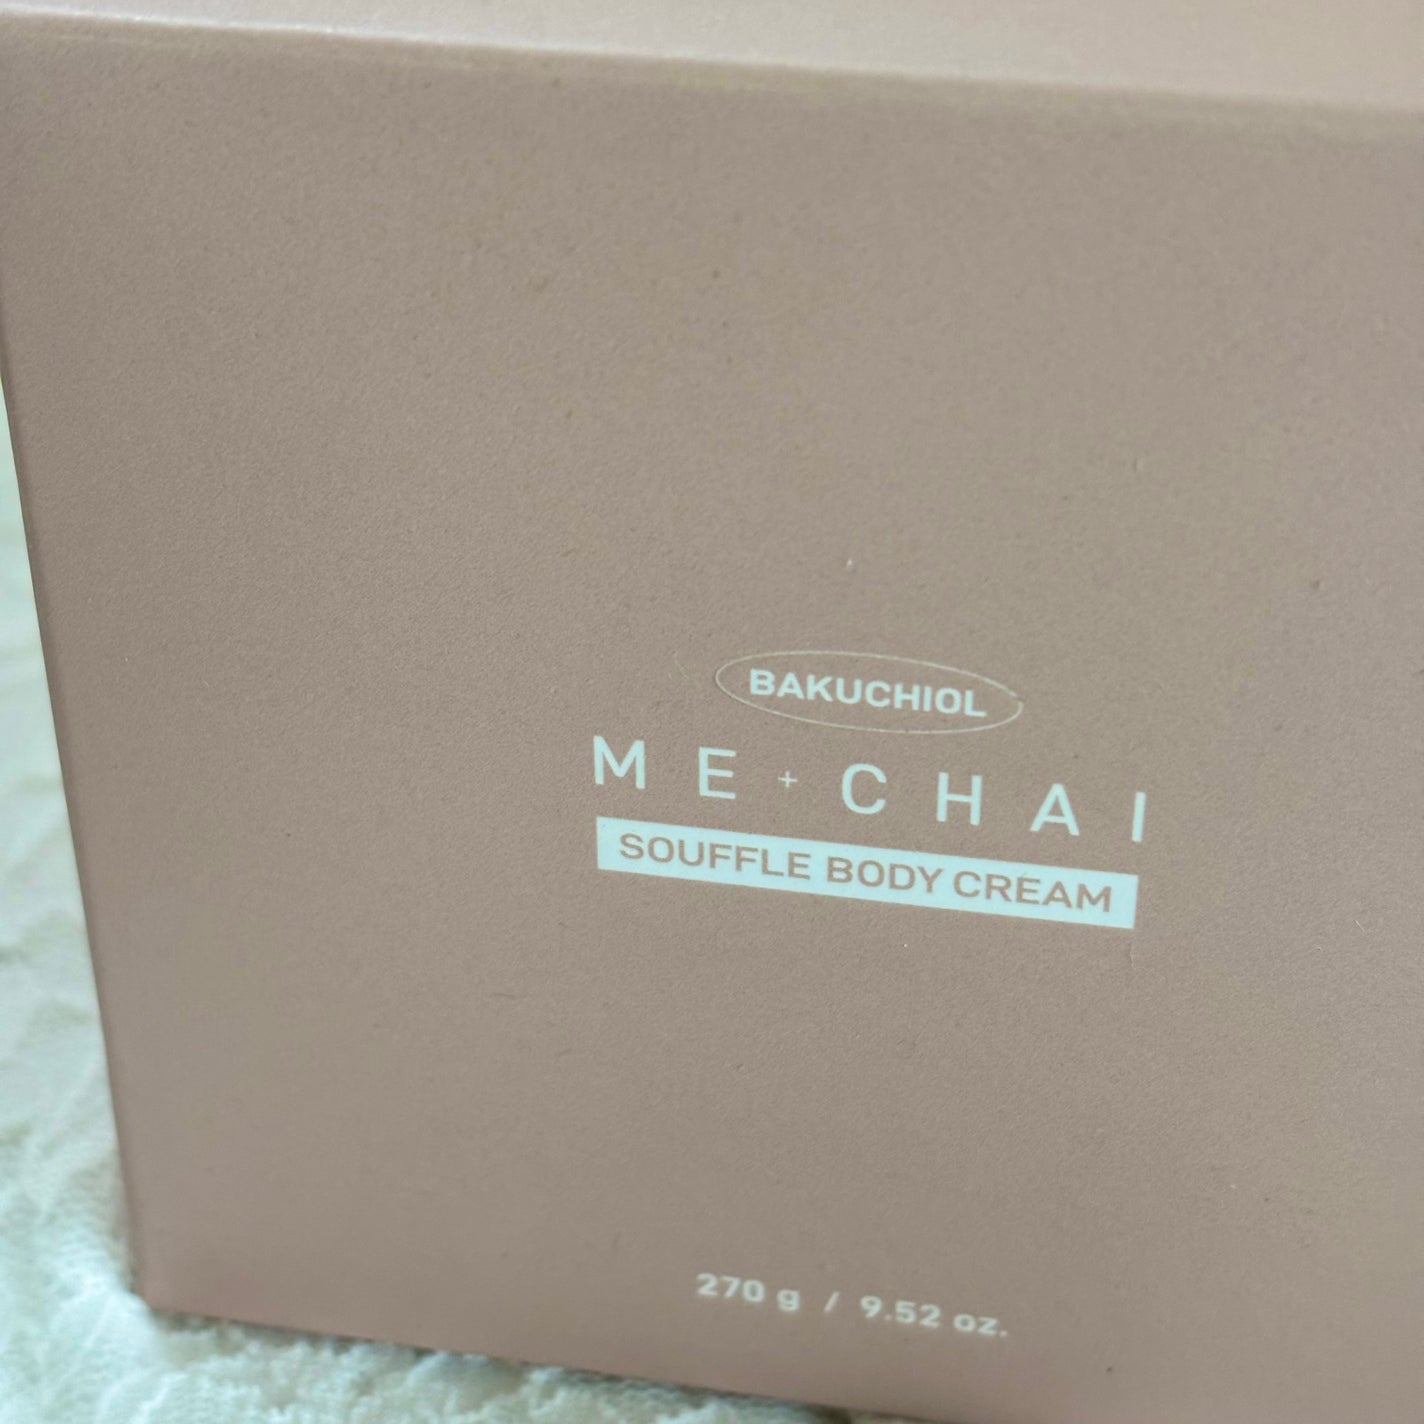 BAKUCHIOL
ME+CHAI
SOUFFLE BODY CREAM
270 g / 9.52 oz.